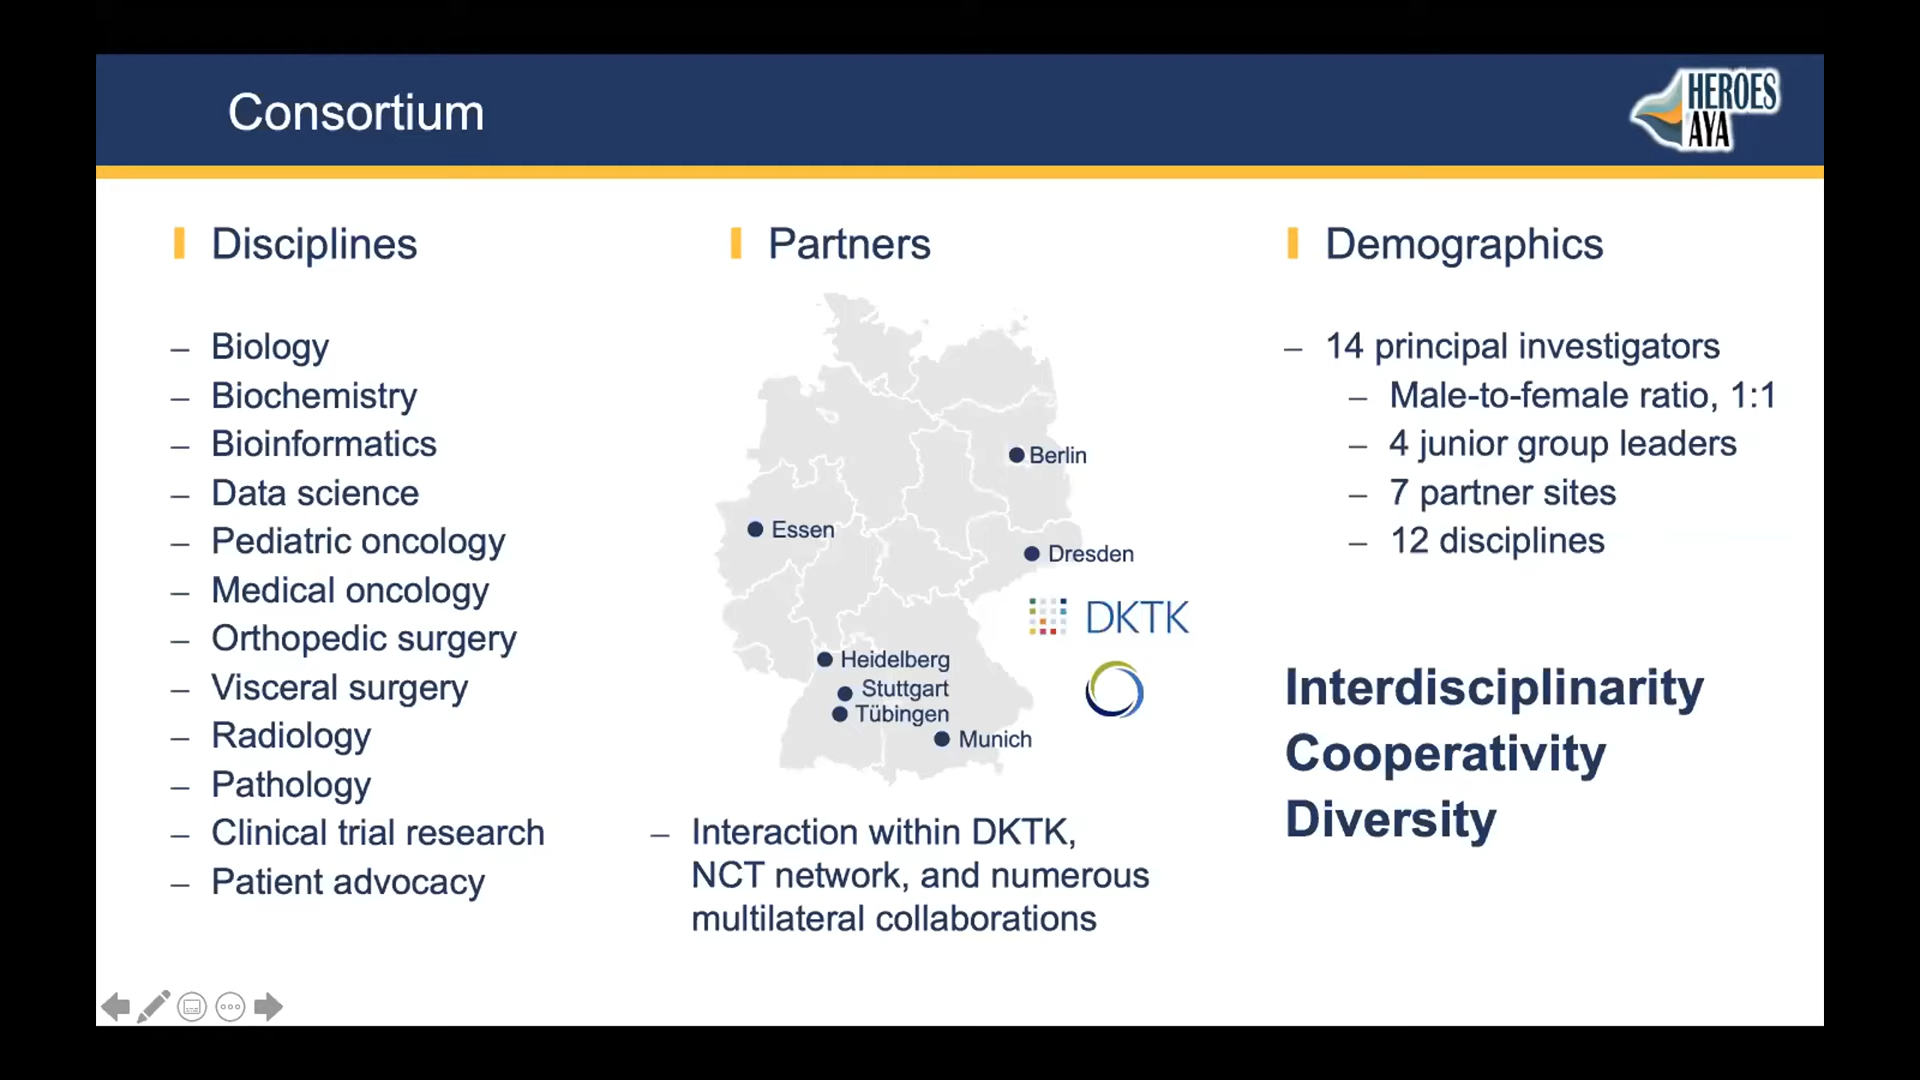 Consortium
HEROES
AYA
Disciplines
– Biology
– Biochemistry
– Bioinformatics
– Data science
– Pediatric oncology
– Medical oncology
– Orthopedic surgery
– Visceral surgery
– Radiology
– Pathology
– Clinical trial research
– Patient advocacy
Partners
Berlin
Essen
Dresden
DKTK
Heidelberg
Stuttgart
Tübingen
Munich
– Interaction within DKTK,
NCT network, and numerous
multilateral collaborations
Demographics
– 14 principal investigators
– Male-to-female ratio, 1:1
– 4 junior group leaders
– 7 partner sites
– 12 disciplines
Interdisciplinarity
Cooperativity
Diversity